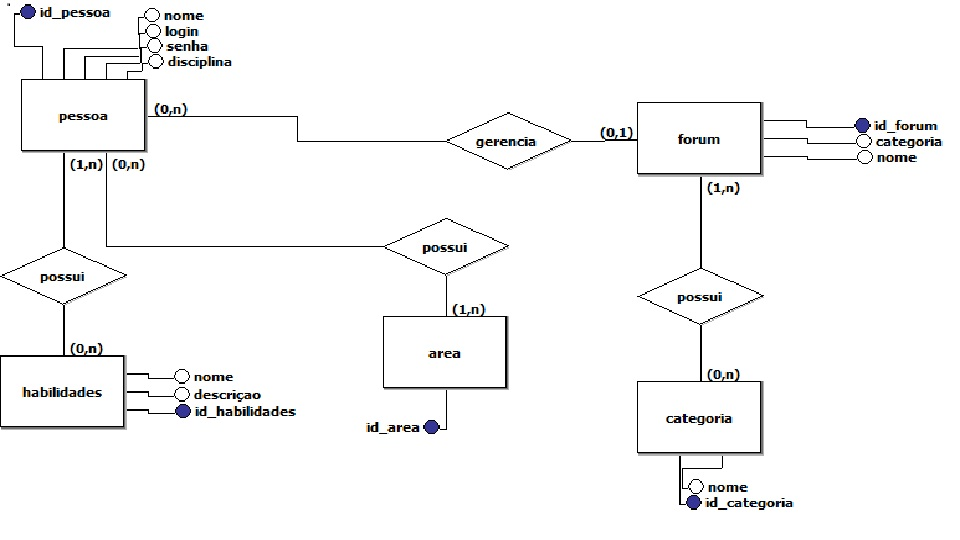 id_pessoa
nome
login
senha
disciplina
pessoa
(0,n)
gerencia
(0,1)
forum
id_forum
categoria
nome
(1,n)
(0,n)
(1,n)
possui
possui
possui
(0,n)
(1,n)
(0,n)
habilidades
nome
descriçao
id_habilidades
area
id_area
categoria
nome
id_categoria